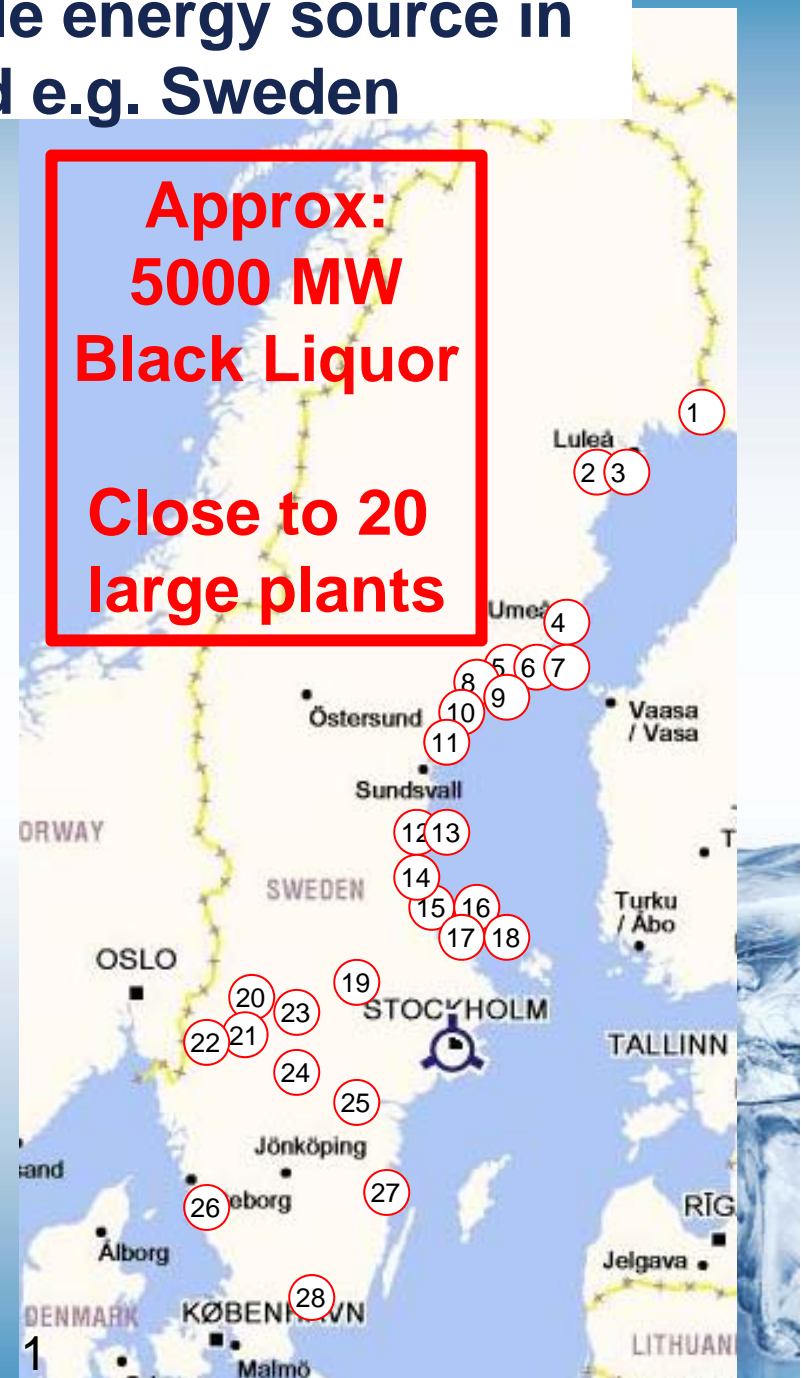 le energy source in
d e.g. Sweden
Approx:
5000 MW
Black Liquor
Close to 20
large plants
1
Luleå
2 3
Umeå
4
5 6 7
8
9
10
Östersund
11
Vaasa
/ Vasa
Sundsvall
ORWAY
12 13
T
14
SWEDEN
15 16
Turku
/ Åbo
17 18
OSLO
19
20
23
STOCKHOLM
22 21
TALLINN
24
25
Jönköping
sand
26
eborg
27
RĪG
Ålborg
Jelgava
28
DENMARK
KØBENHAVN
LITHUANI
1
Malmö